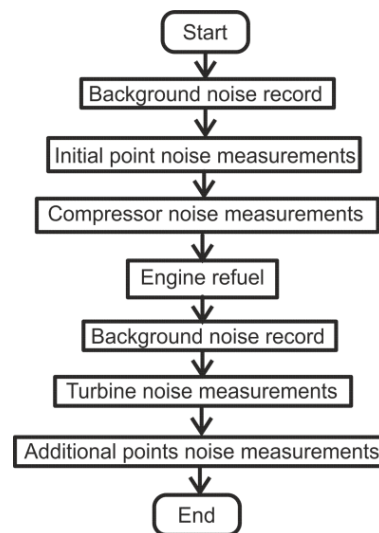 Start
Background noise record
Initial point noise measurements
Compressor noise measurements
Engine refuel
Background noise record
Turbine noise measurements
Additional points noise measurements
End